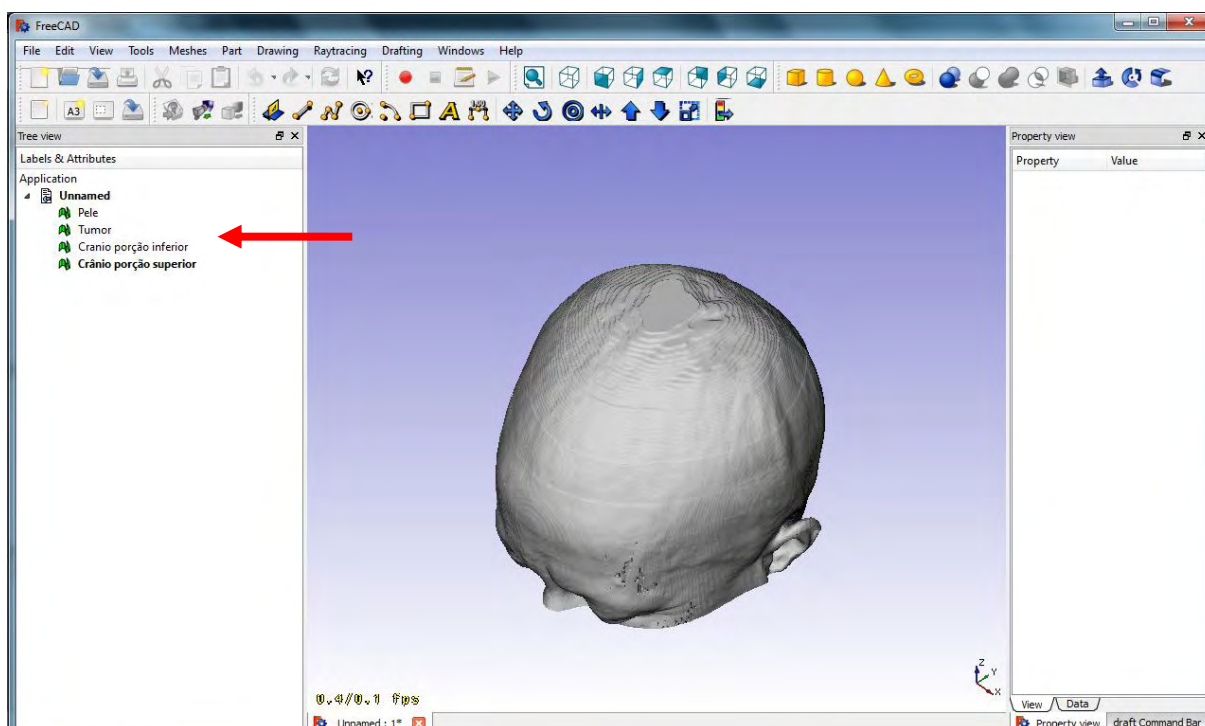 FreeCAD
File Edit View Tools Meshes Part Drawing Raytracing Drafting Windows Help
A3
A
Tree view
Labels & Attributes
Application
Unnamed
Pele
Tumor
Cranio porção inferior
Crânio porção superior
Property view
Property Value
Z
Y
X
0.4/0.1 fps
View Data
Unnamed : 1*
Property view draft Command Bar